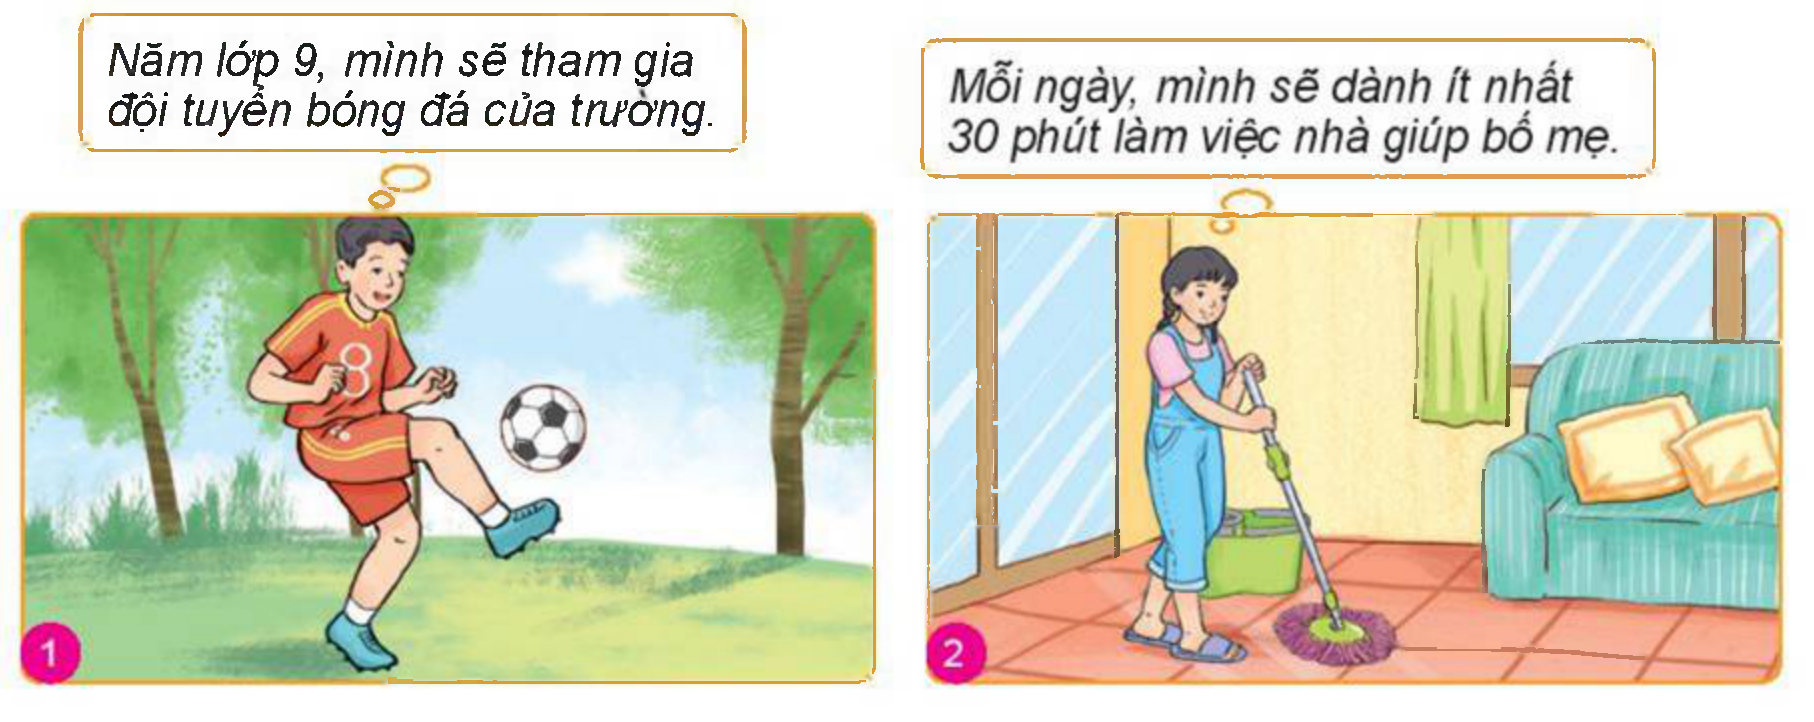 Năm lớp 9, mình sẽ tham gia
đội tuyển bóng đá của trường.
Mỗi ngày, mình sẽ dành ít nhất
30 phút làm việc nhà giúp bố mẹ.
8
8
1
2